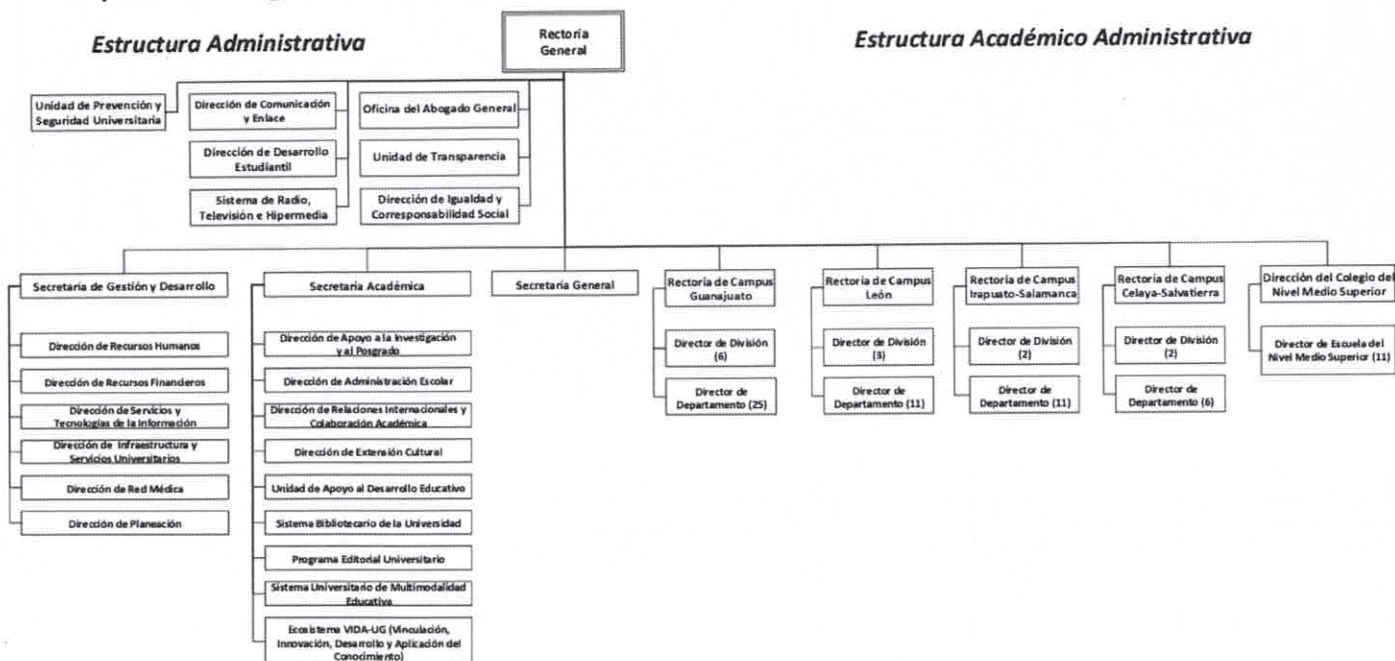 Estructura Administrativa
Rectoría
General
Estructura Académico Administrativa
Unidad de Prevención y
Seguridad Universitaria
Dirección de Comunicación
y Enlace
Oficina del Abogado General
Dirección de Desarrollo
Estudiantil
Unidad de Transparencia
Sistema de Radio,
Televisión e Hipermedia
Dirección de Igualdad y
Corresponsabilidad Social
Secretaría de Gestión y Desarrollo
Dirección de Recursos Humanos
Dirección de Recursos Financieros
Dirección de Servicios y
Tecnologías de la Información
Dirección de Infraestructura y
Servicios Universitarios
Dirección de Red Médica
Dirección de Planeación
Secretaría Académica
Dirección de Apoyo a la Investigación
y al Posgrado
Dirección de Administración Escolar
Dirección de Relaciones Internacionales y
Colaboración Académica
Dirección de Extensión Cultural
Unidad de Apoyo al Desarrollo Educativo
Sistema Bibliotecario de la Universidad
Programa Editorial Universitario
Sistema Universitario de Multimodalidad
Educativa
Ecosistema VIDA-UG (Vinculación,
Innovación, Desarrollo y Aplicación del
Conocimiento)
Secretaría General
Rectoría de Campus
Guanajuato
Director de División
(6)
Director de
Departamento (25)
Rectoría de Campus
León
Director de División
(3)
Director de
Departamento (11)
Rectoría de Campus
Irapuato-Salamanca
Director de División
(2)
Director de
Departamento (11)
Rectoría de Campus
Celaya-Salvatierra
Director de División
(2)
Director de
Departamento (6)
Dirección del Colegio del
Nivel Medio Superior
Director de Escuela del
Nivel Medio Superior (11)